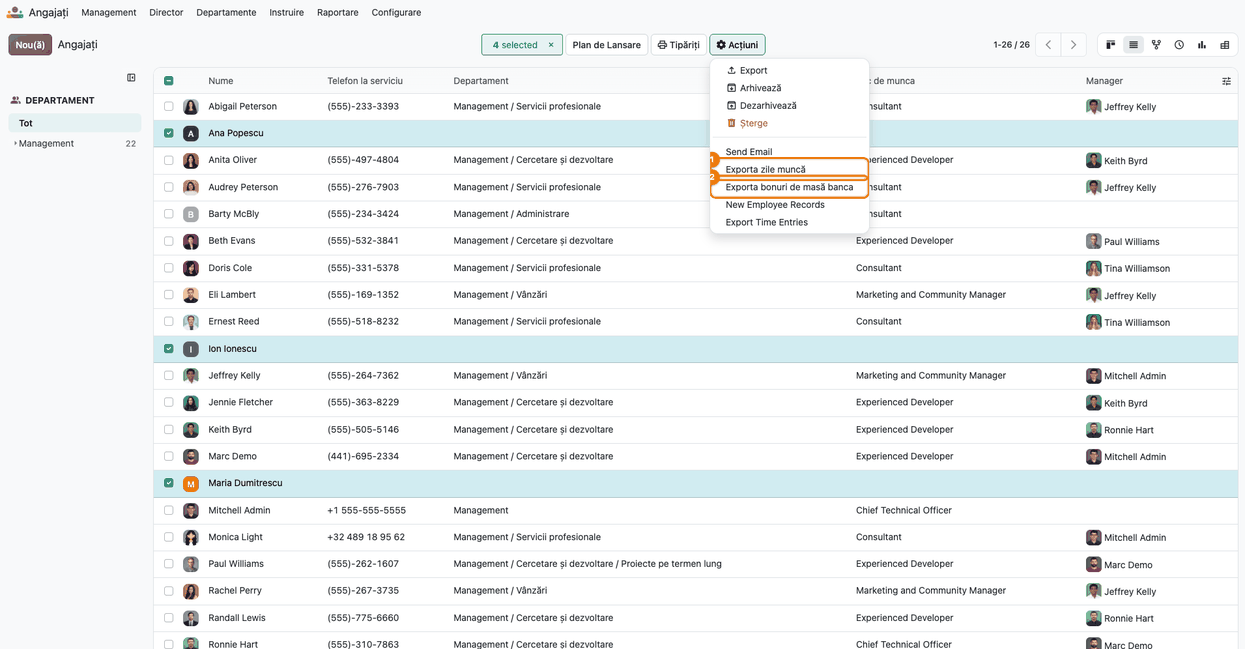 Angajați Management Director Departamente Instruire Raportare Configurare
Nou(ă) Angajați 4 selected × Plan de Lansare Tipăriți Acțiuni 1-26 / 26
Export
Arhivează
Dezarhivează
Șterge
Send Email
1
Exporta zile muncă
2
Exporta bonuri de masă banca
New Employee Records
Export Time Entries
DEPARTAMENT
Tot
Management 22
Nume Telefon la serviciu Departament de munca Manager
Abigail Peterson (555)-233-3393 Management / Servicii profesionale nsultant Jeffrey Kelly
A Ana Popescu
Anita Oliver (555)-497-4804 Management / Cercetare și dezvoltare perienced Developer Keith Byrd
Audrey Peterson (555)-276-7903 Management / Servicii profesionale nsultant Jeffrey Kelly
B Barty McBly (555)-234-3424 Management / Administrare nsultant
Beth Evans (555)-532-3841 Management / Cercetare și dezvoltare Experienced Developer Paul Williams
Doris Cole (555)-331-5378 Management / Servicii profesionale Consultant Tina Williamson
Eli Lambert (555)-169-1352 Management / Vânzări Marketing and Community Manager Jeffrey Kelly
Ernest Reed (555)-518-8232 Management / Servicii profesionale Consultant Tina Williamson
I Ion Ionescu
Jeffrey Kelly (555)-264-7362 Management / Vânzări Marketing and Community Manager Mitchell Admin
Jennie Fletcher (555)-363-8229 Management / Cercetare și dezvoltare Experienced Developer Keith Byrd
Keith Byrd (555)-505-5146 Management / Cercetare și dezvoltare Experienced Developer Ronnie Hart
Marc Demo (441)-695-2334 Management / Cercetare și dezvoltare Experienced Developer Mitchell Admin
M Maria Dumitrescu
Mitchell Admin +1 555-555-5555 Management Chief Technical Officer
Monica Light +32 489 18 95 62 Management / Servicii profesionale Consultant Mitchell Admin
Paul Williams (555)-262-1607 Management / Cercetare și dezvoltare / Proiecte pe termen lung Experienced Developer Marc Demo
Rachel Perry (555)-267-3735 Management / Vânzări Marketing and Community Manager Jeffrey Kelly
Randall Lewis (555)-775-6660 Management / Cercetare și dezvoltare Experienced Developer Ronnie Hart
Ronnie Hart (555)-310-7863 Management / Cercetare și dezvoltare Chief Technical Officer Marc Demo